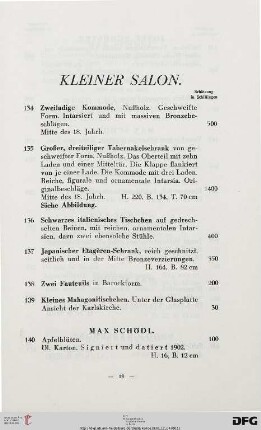 KLEINER SALON.
Schätzung
in Schillingen
134 Zweiladige Kommode, Nußholz. Geschweifte
Form. Intarsiert und mit massiven Bronzebe-
schlägen.
Mitte des 18. Jahrh. 500
135 Großer, dreiteiliger Tabernakelschrank von ge-
schweifter Form, Nußholz. Das Oberteil mit zehn
Laden und Mitteltür. Die Klappe flankiert
von je einer Lade. Die Kommode mit drei Laden.
Reiche, figurale und ornamentale Intarsia. Ori-
ginalbeschläge. 1400
Mitte des 18. Jahrh. H. 220, B. 134, T. 70 cm
Siehe Abbildung.
136 Schwarzes italienisches Tischchen auf gedrech-
selten Beinen, mit reichen, ornamentalen Intar-
sien, dazu zwei ebensolche Stühle. 400
137 Japanischer Etagèren-Schrank, reich geschnitzt,
seitlich und in der Mitte Bronzeverzierungen. 350
H. 164, B. 92 cm
138 Zwei Fauteuils in Barockform. 200
139 Kleines Mahagonitischchen. Unter der Glasplatte
Ansicht der Karlskirche. 30
MAX SCHÖDL.
140 Apfelblüten. 100
Öl. Karton. Signiert und datiert 1902.
H. 16, B. 12 cm
DFG